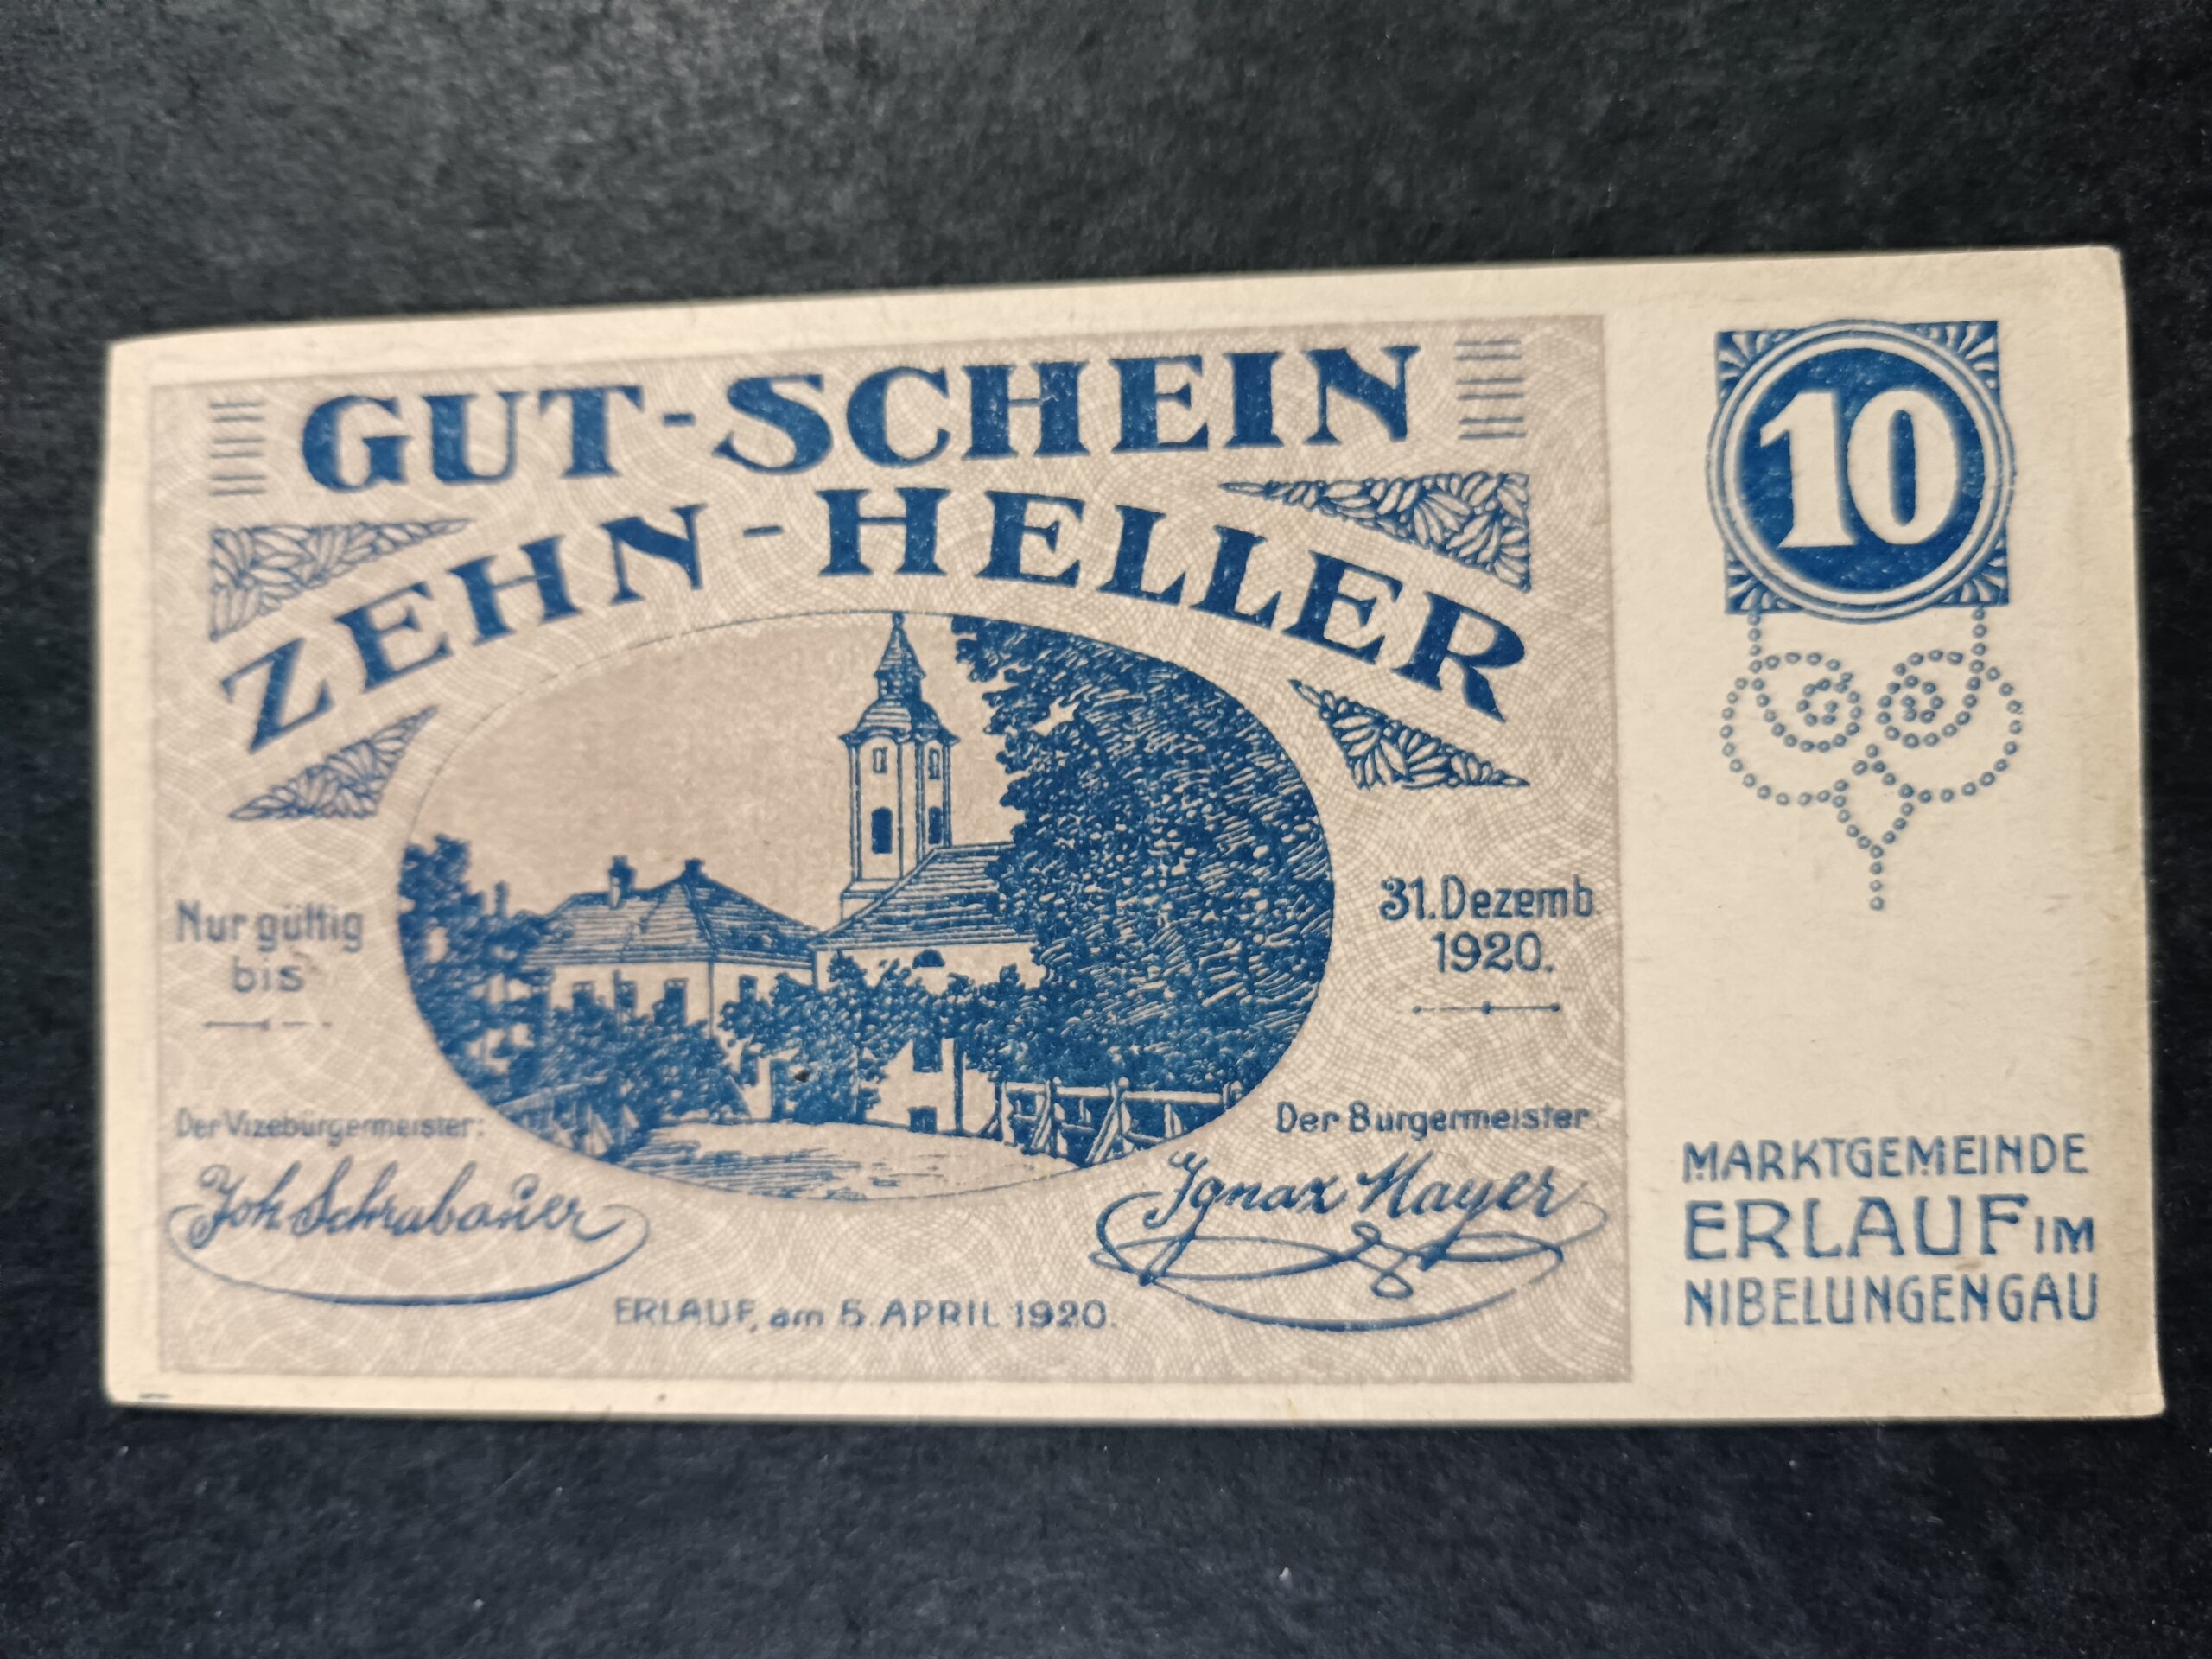 GUT-SCHEIN
ZEHN-HELLER
10
Nur gültig
bis
31. Dezemb.
1920.
Der Vizebürgermeister:
Joh Schrabauer
Der Bürgermeister:
Ignaz Mayer
ERLAUF, am 5. APRIL 1920.
MARKTGEMEINDE
ERLAUF IM
NIBELUNGENGAU